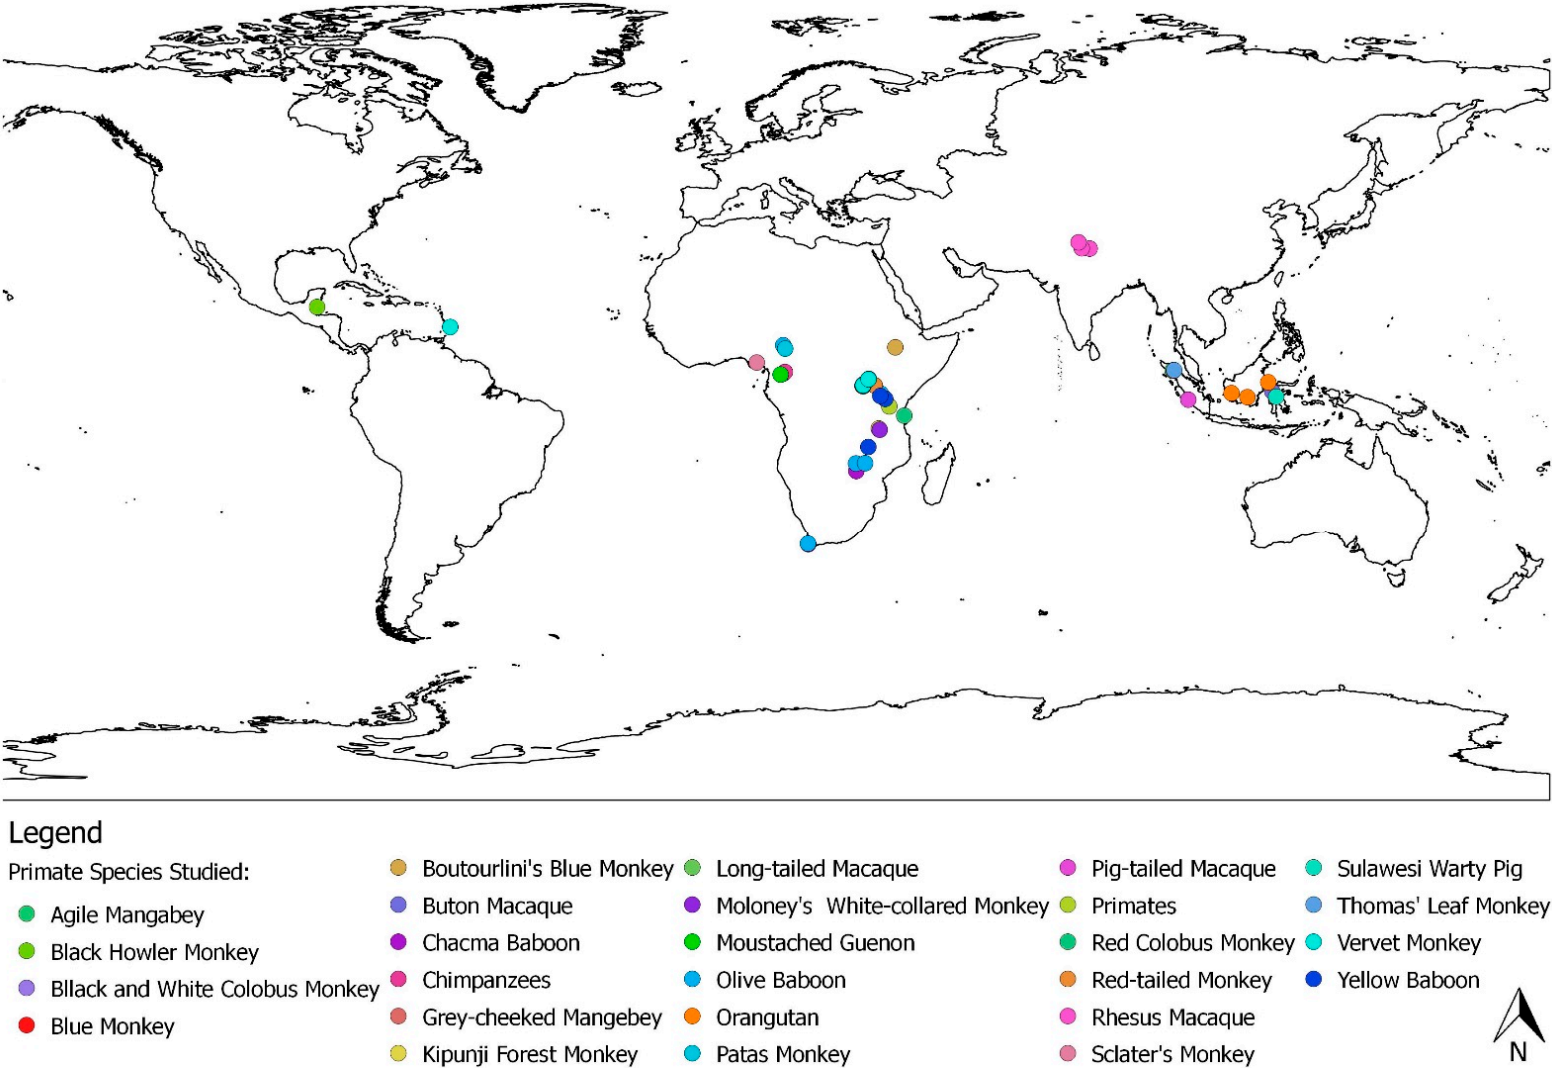 Legend
Primate Species Studied:
Agile Mangabey
Black Howler Monkey
Bllack and White Colobus Monkey
Blue Monkey
Boutourlini's Blue Monkey
Buton Macaque
Chacma Baboon
Chimpanzees
Grey-cheeked Mangebey
Kipunji Forest Monkey
Long-tailed Macaque
Moloney's White-collared Monkey
Moustached Guenon
Olive Baboon
Orangutan
Patas Monkey
Pig-tailed Macaque
Primates
Red Colobus Monkey
Red-tailed Monkey
Rhesus Macaque
Sclater's Monkey
Sulawesi Warty Pig
Thomas' Leaf Monkey
Vervet Monkey
Yellow Baboon
N